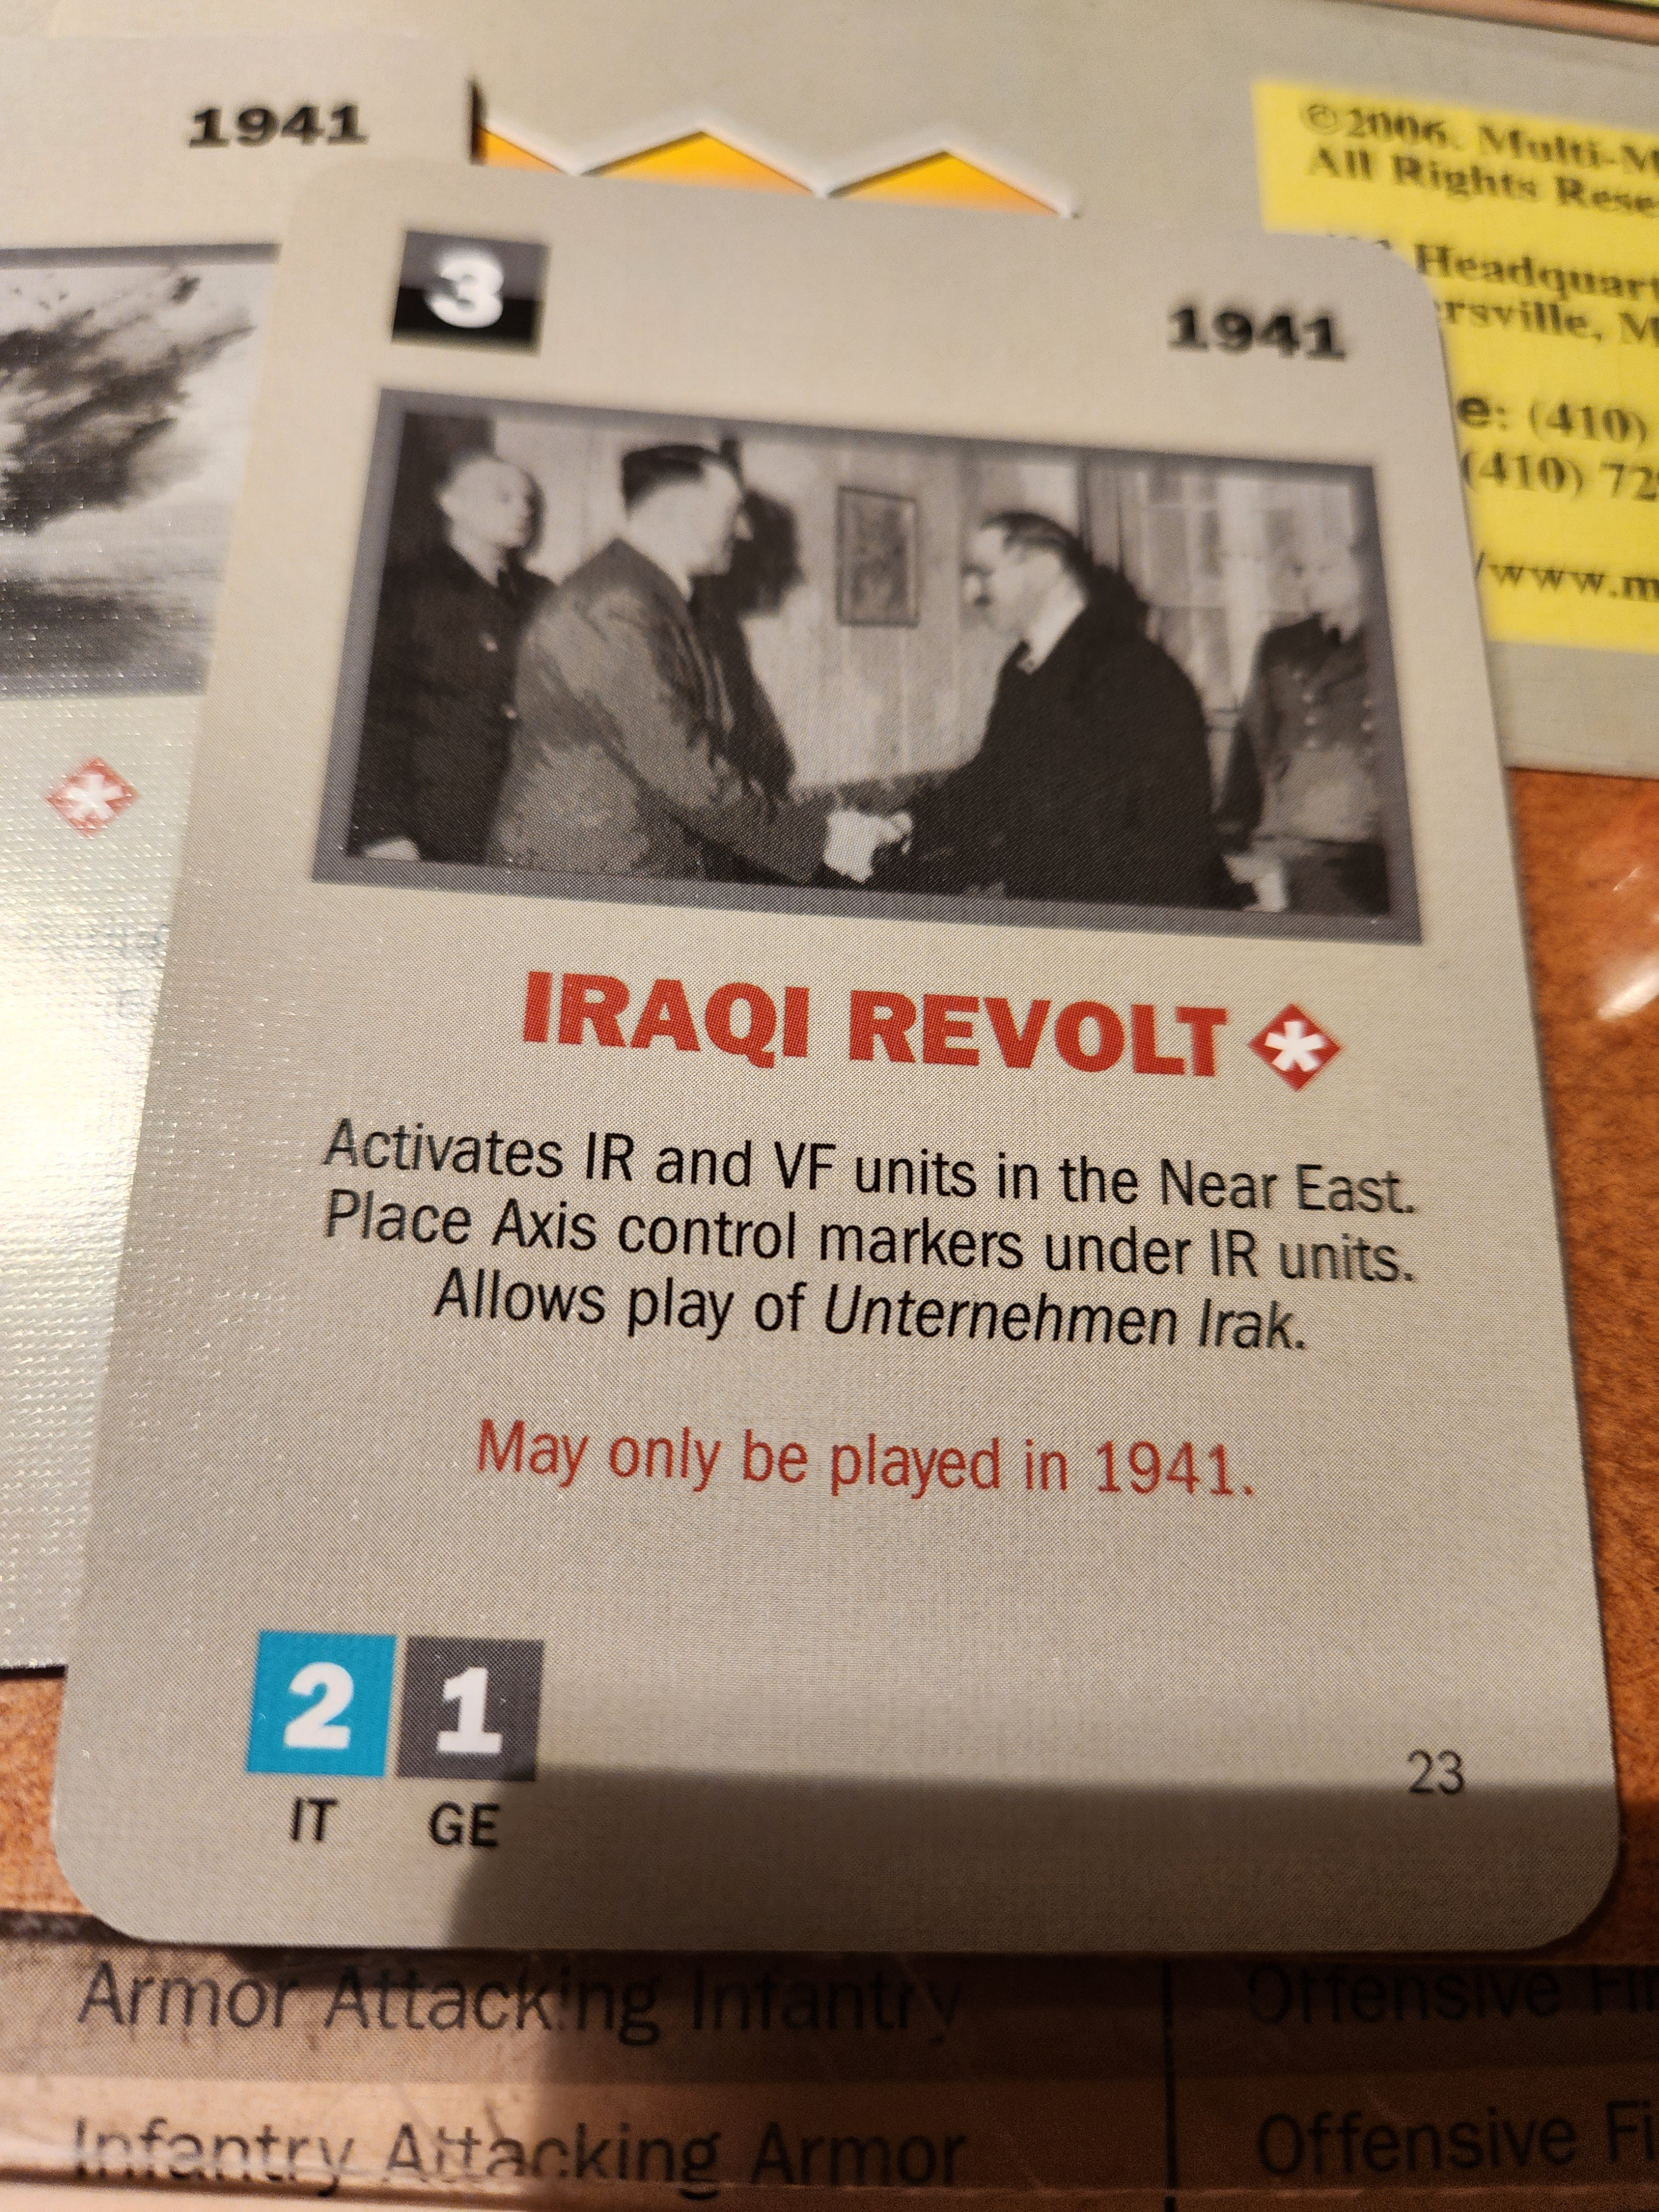 1941
©2006. Multi-M
All Rights Rese
Headquart
rsville, M
e: (410)
(410) 72
/www.m
3
1941
IRAQI REVOLT *
Activates IR and VF units in the Near East.
Place Axis control markers under IR units.
Allows play of Unternehmen Irak.
May only be played in 1941.
2 1
IT GE
23
Armor Attacking Infantry
Offensive Fi
Infantry Attacking Armor
Offensive Fi